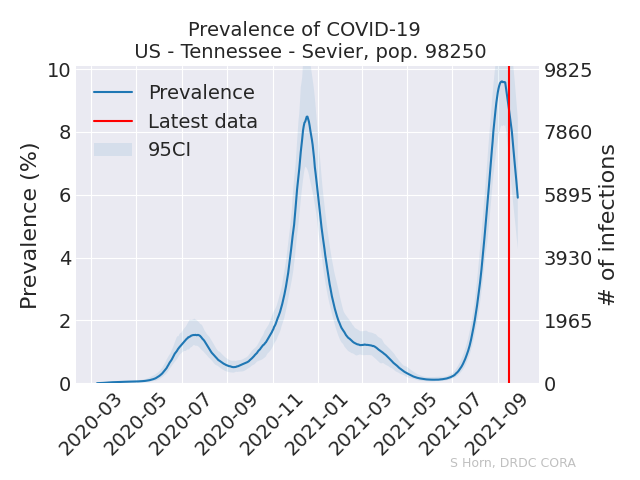 Prevalence of COVID-19
US - Tennessee - Sevier, pop. 98250
Prevalence
Latest data
95CI
Prevalence (%)
10
8
6
4
2
0
9825
7860
5895
3930
1965
0
# of infections
2020-03
2020-05
2020-07
2020-09
2020-11
2021-01
2021-03
2021-05
2021-07
2021-09
S Horn, DRDC CORA